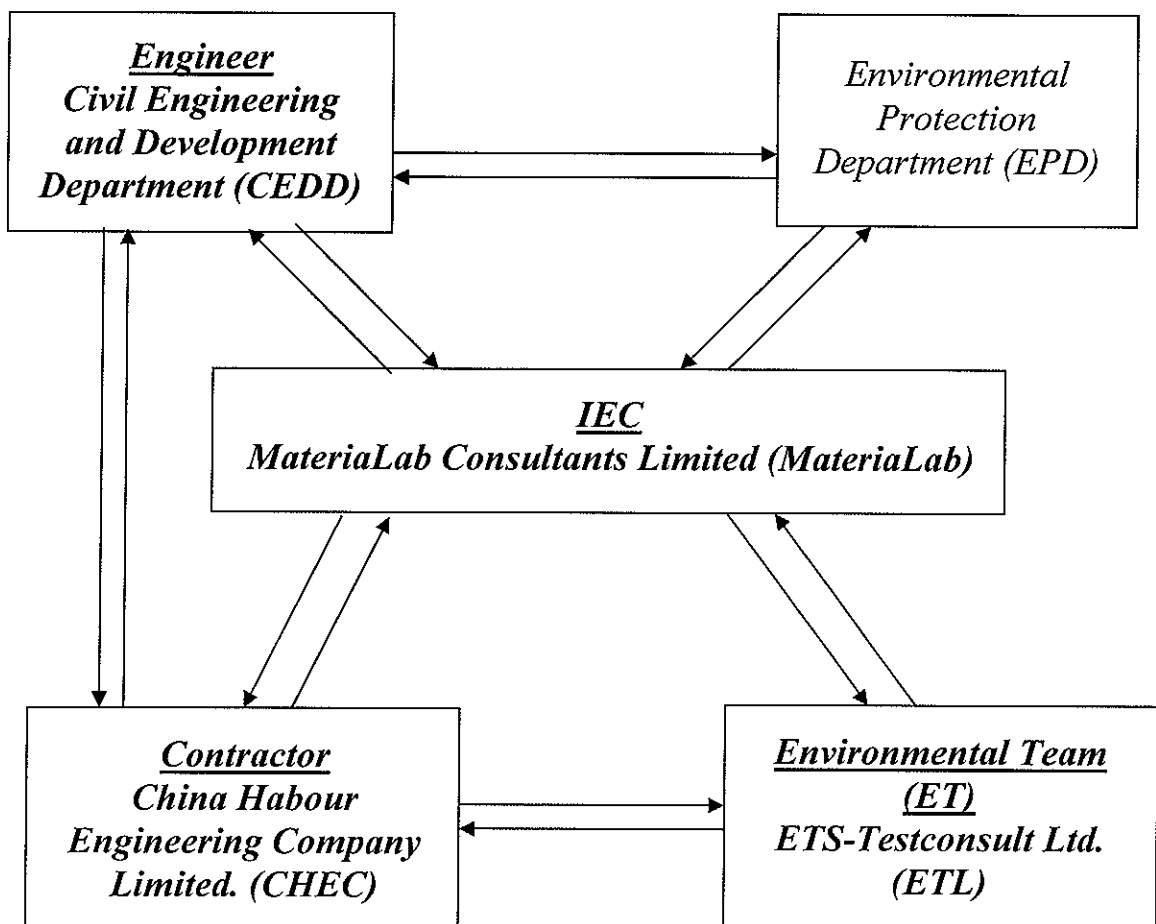 Engineer
Civil Engineering
and Development
Department (CEDD)
Environmental
Protection
Department (EPD)
IEC
MateriaLab Consultants Limited (MateriaLab)
Contractor
China Habour
Engineering Company
Limited. (CHEC)
Environmental Team
(ET)
ETS-Testconsult Ltd.
(ETL)